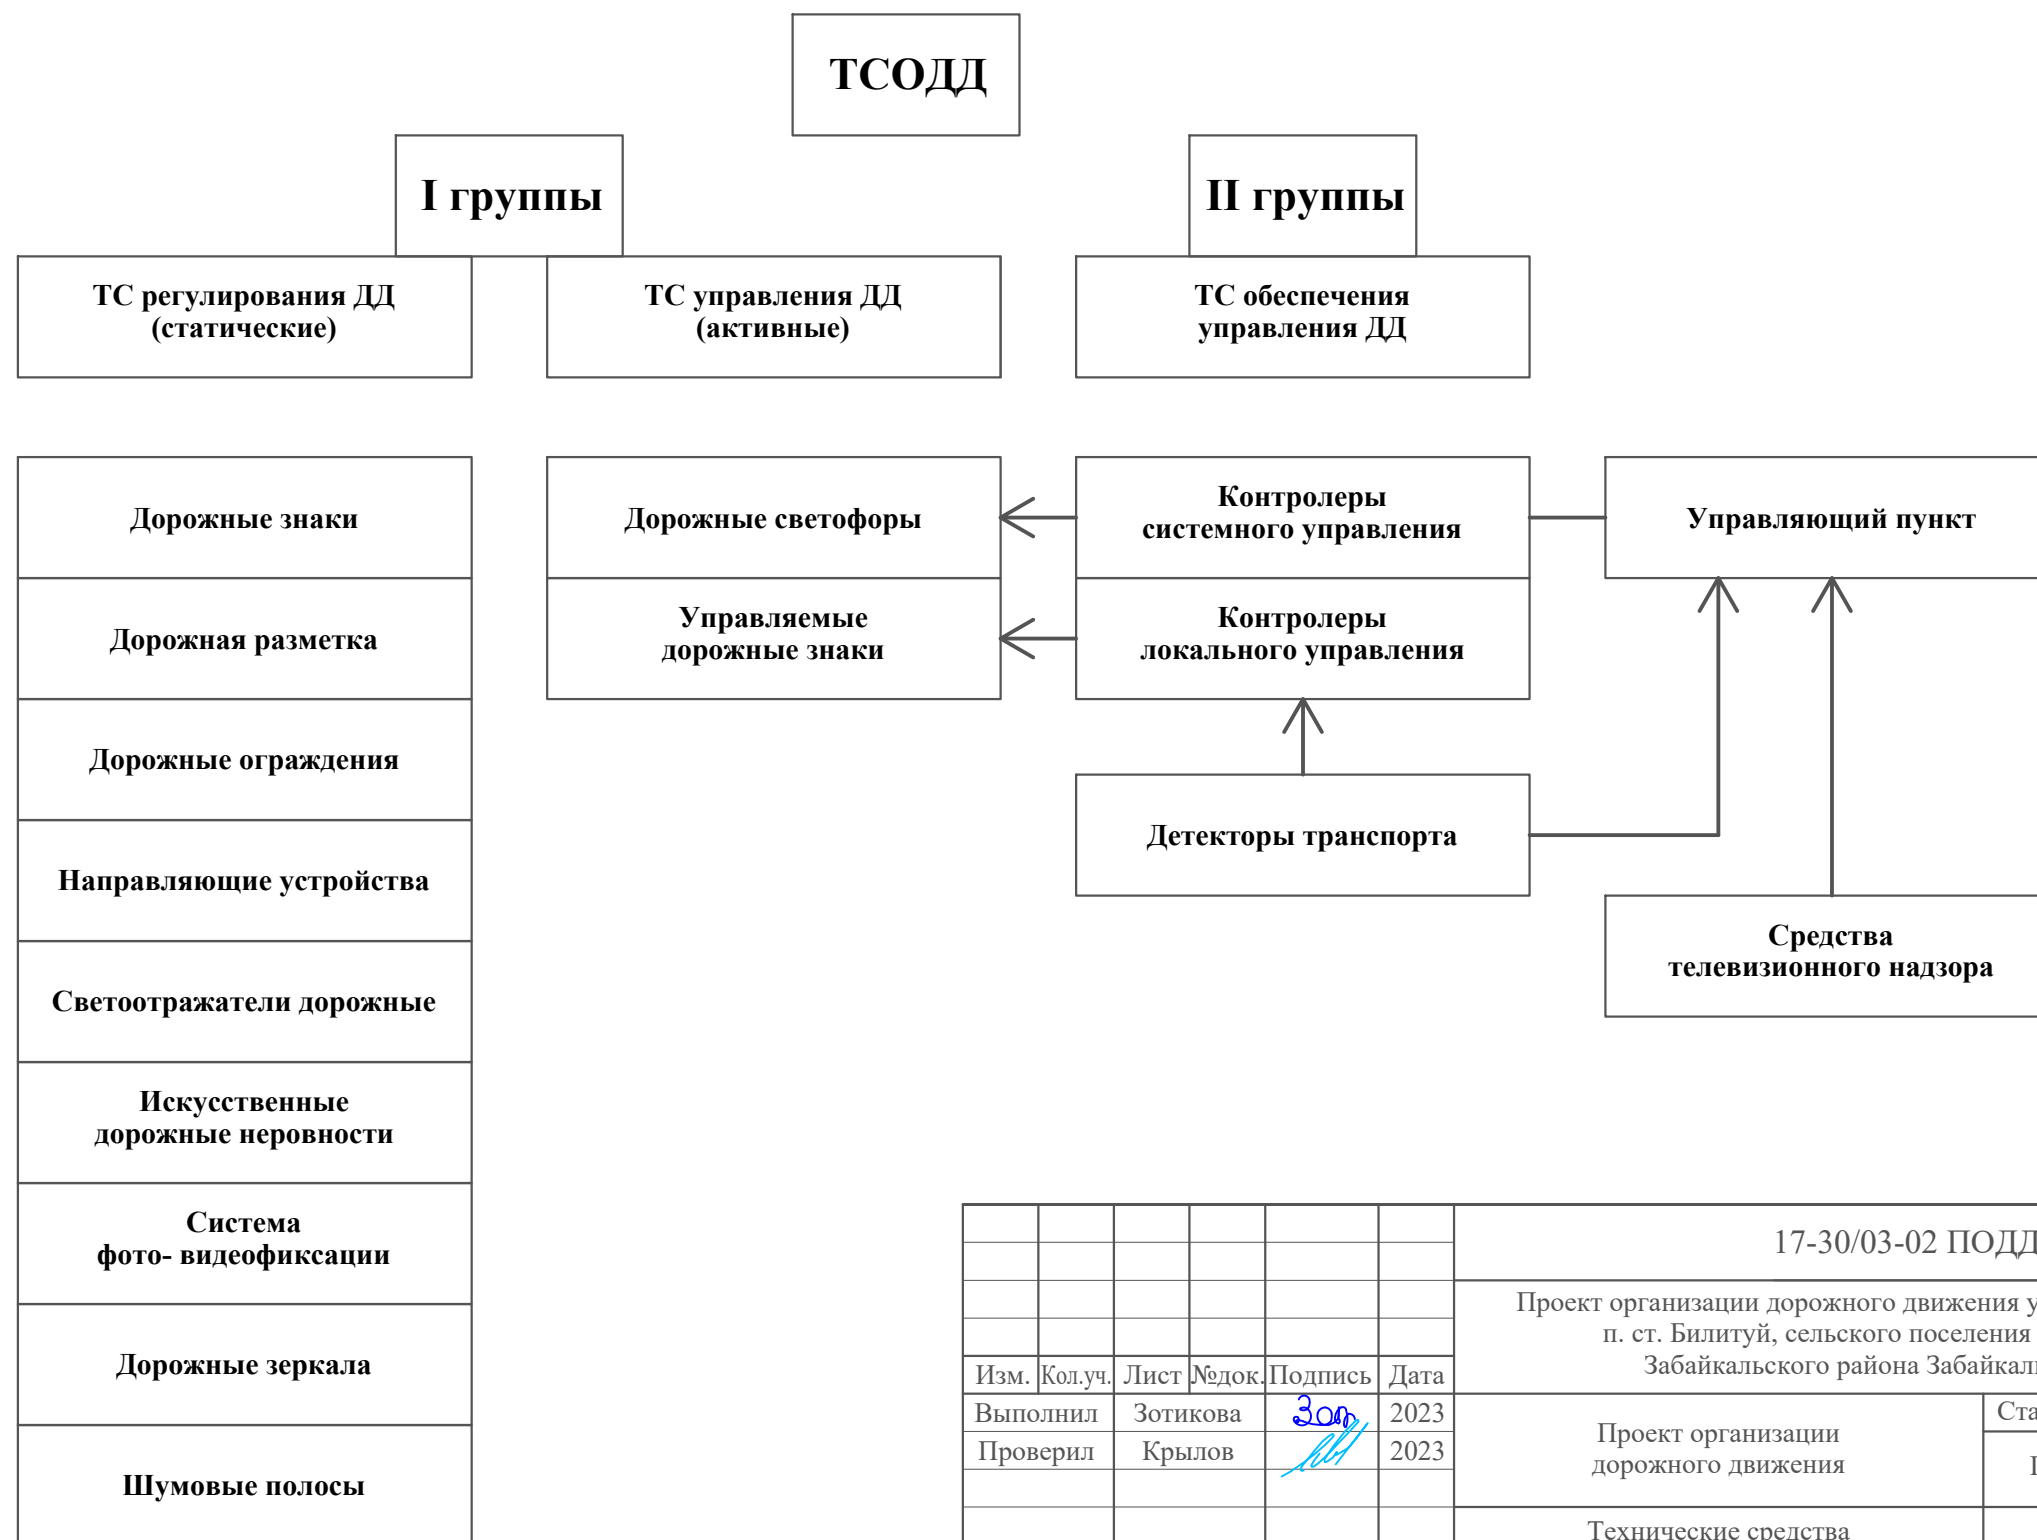 ТСОДД
I группы
II группы
ТС регулирования ДД
(статические)
ТС управления ДД
(активные)
ТС обеспечения
управления ДД
Дорожные знаки
Дорожные светофоры
Контролеры
системного управления
Управляющий пункт
Дорожная разметка
Управляемые
дорожные знаки
Контролеры
локального управления
Дорожные ограждения
Детекторы транспорта
Направляющие устройства
Средства
телевизионного надзора
Светоотражатели дорожные
Искусственные
дорожные неровности
Система
фото- видеофиксации
Дорожные зеркала
Шумовые полосы
17-30/03-02 ПОДД
Проект организации дорожного движения
п. ст. Билитуй, сельского поселения
Забайкальского района
Изм. Кол.уч. Лист №док. Подпись Дата
Выполнил Зотикова 2023
Проверил Крылов 2023
Проект организации
дорожного движения
Технические средства